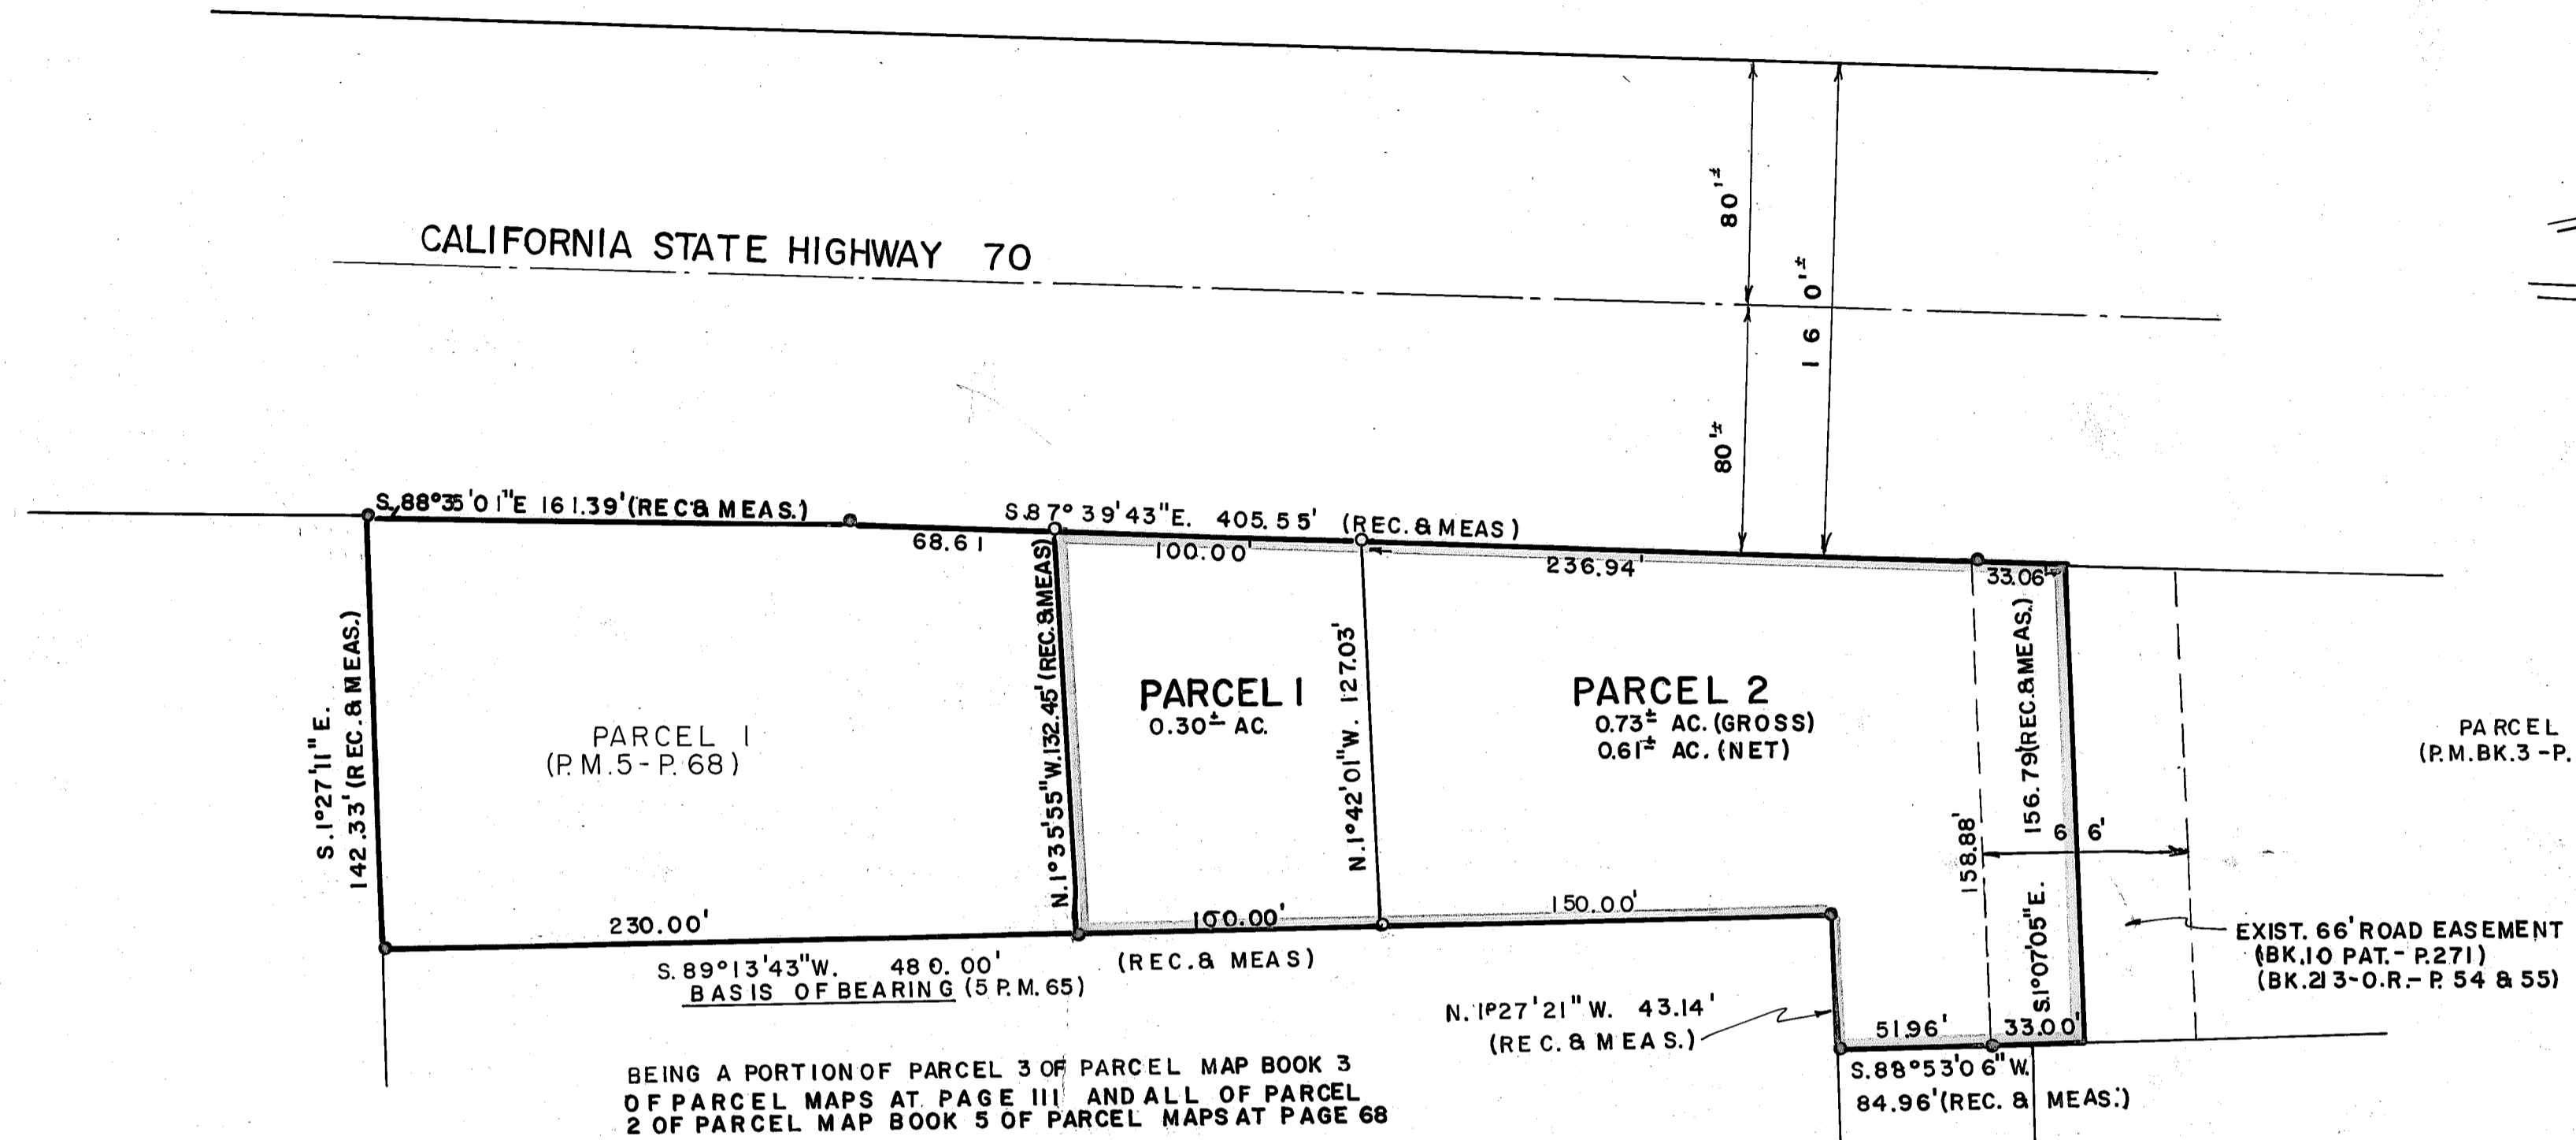 CALIFORNIA STATE HIGHWAY 70
80'±
160'±
80'±
S.88°35'01"E 161.39'(REC & MEAS.)
S.87°39'43"E. 405.55' (REC. & MEAS)
68.61
100.00'
236.94'
33.06'
S.1°27'11"E.
142.33'(REC. & MEAS.)
PARCEL 1
(P.M.5-P.68)
N.1°35'55"W.132.45'(REC.&MEAS)
PARCEL 1
0.30± AC.
N.1°42'01"W. 127.03'
PARCEL 2
0.73± AC. (GROSS)
0.61± AC. (NET)
158.88'
S.1°07'05"E. 156.79(REC.&MEAS.)
66'
PARCEL
(P.M.BK.3-P.
230.00'
100.00'
150.00'
S.89°13'43"W. 480.00' (REC.& MEAS)
BASIS OF BEARING (5 P.M. 65)
EXIST. 66' ROAD EASEMENT
(BK.10 PAT.-P.271)
(BK.213-O.R.-P. 54 & 55)
N.1°27'21"W. 43.14'
(REC. & MEAS.)
51.96'
33.00'
S.88°53'06"W.
84.96'(REC. & MEAS.)
BEING A PORTION OF PARCEL 3 OF PARCEL MAP BOOK 3
OF PARCEL MAPS AT PAGE 111 AND ALL OF PARCEL
2 OF PARCEL MAP BOOK 5 OF PARCEL MAPS AT PAGE 68